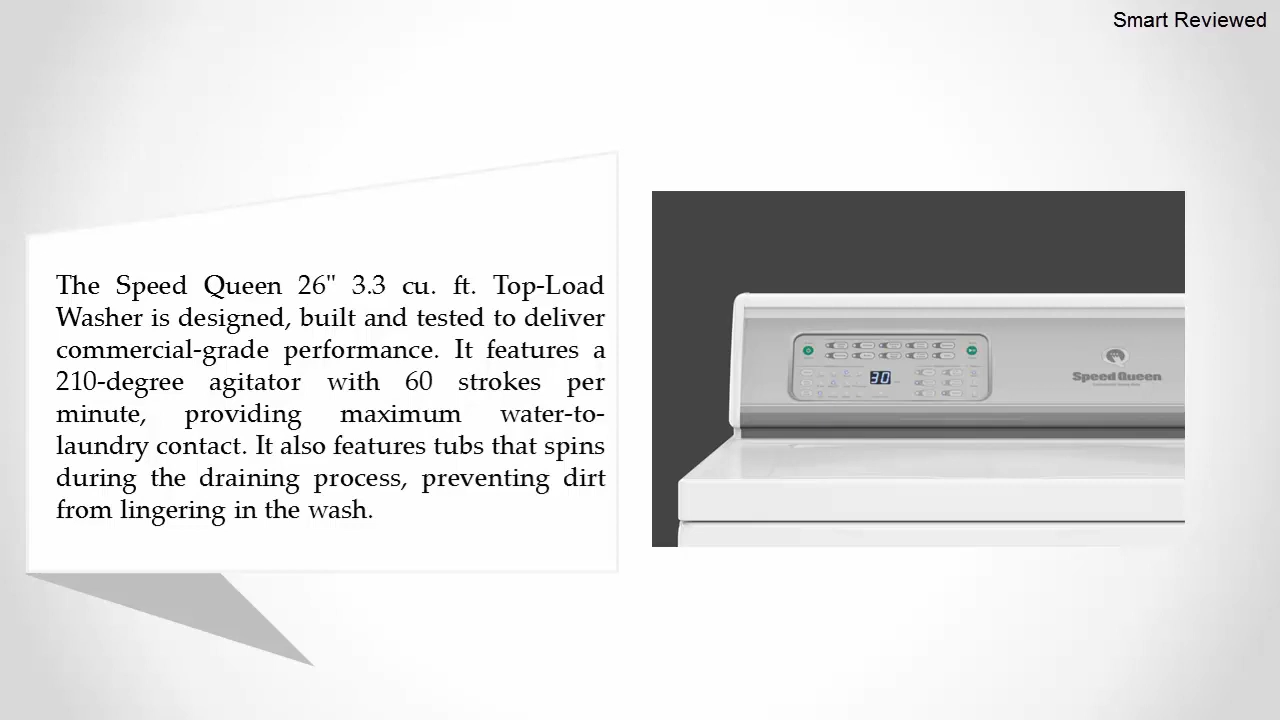 Smart Reviewed
The Speed Queen 26" 3.3 cu. ft. Top-Load
Washer is designed, built and tested to deliver
commercial-grade performance. It features a
210-degree agitator with 60 strokes per
minute, providing maximum water-to-
laundry contact. It also features tubs that spins
during the draining process, preventing dirt
from lingering in the wash.
30
Speed Queen